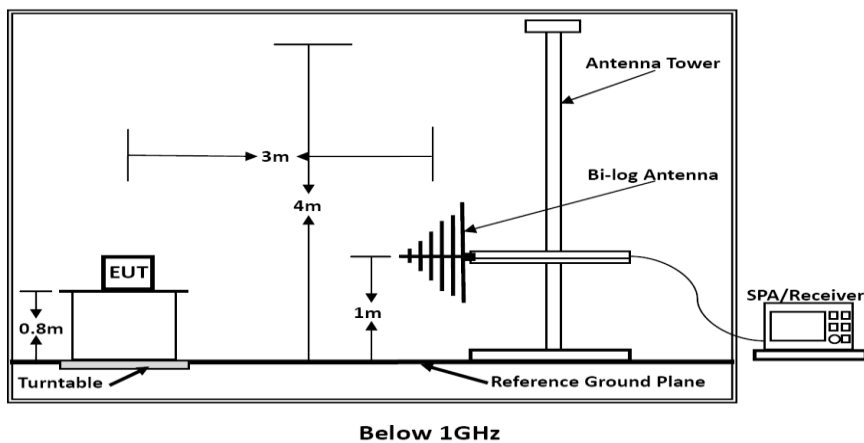 Antenna Tower
3m
Bi-log Antenna
4m
EUT
SPA/Receiver
0.8m
1m
Turntable
Reference Ground Plane
Below 1GHz